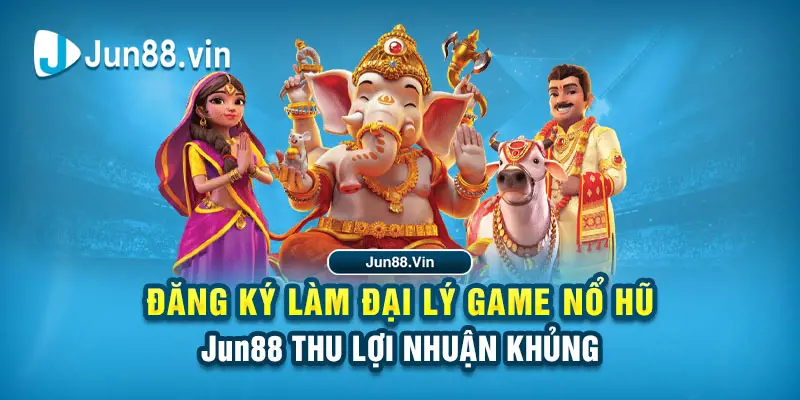 Jun88.vin
Jun88.Vin
ĐĂNG KÝ LÀM ĐẠI LÝ GAME NỔ HŨ
Jun88 THU LỢI NHUẬN KHỦNG